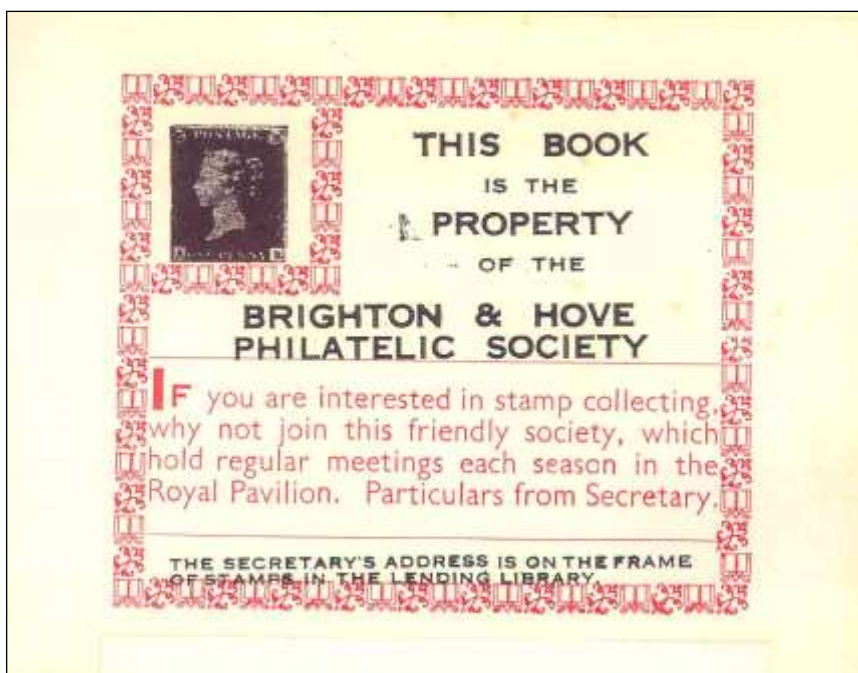 POSTAGE
ONE PENNY
THIS BOOK
IS THE
PROPERTY
OF THE
BRIGHTON & HOVE
PHILATELIC SOCIETY
IF you are interested in stamp collecting,
why not join this friendly society, which
hold regular meetings each season in the
Royal Pavilion. Particulars from Secretary.
THE SECRETARY'S ADDRESS IS ON THE FRAME
OF STAMPS IN THE LENDING LIBRARY.